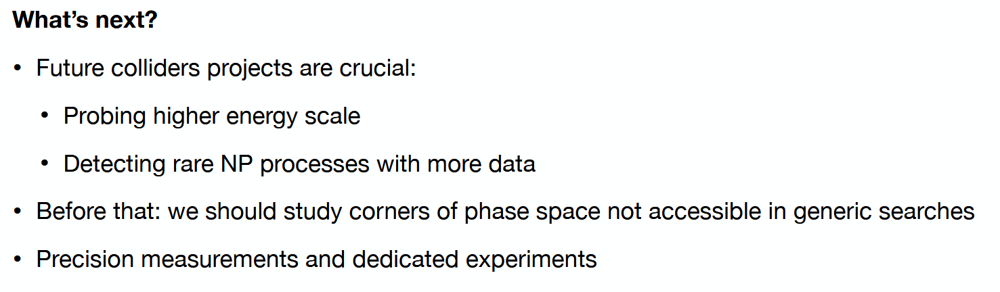 What's next?
• Future colliders projects are crucial:
• Probing higher energy scale
• Detecting rare NP processes with more data
• Before that: we should study corners of phase space not accessible in generic searches
• Precision measurements and dedicated experiments